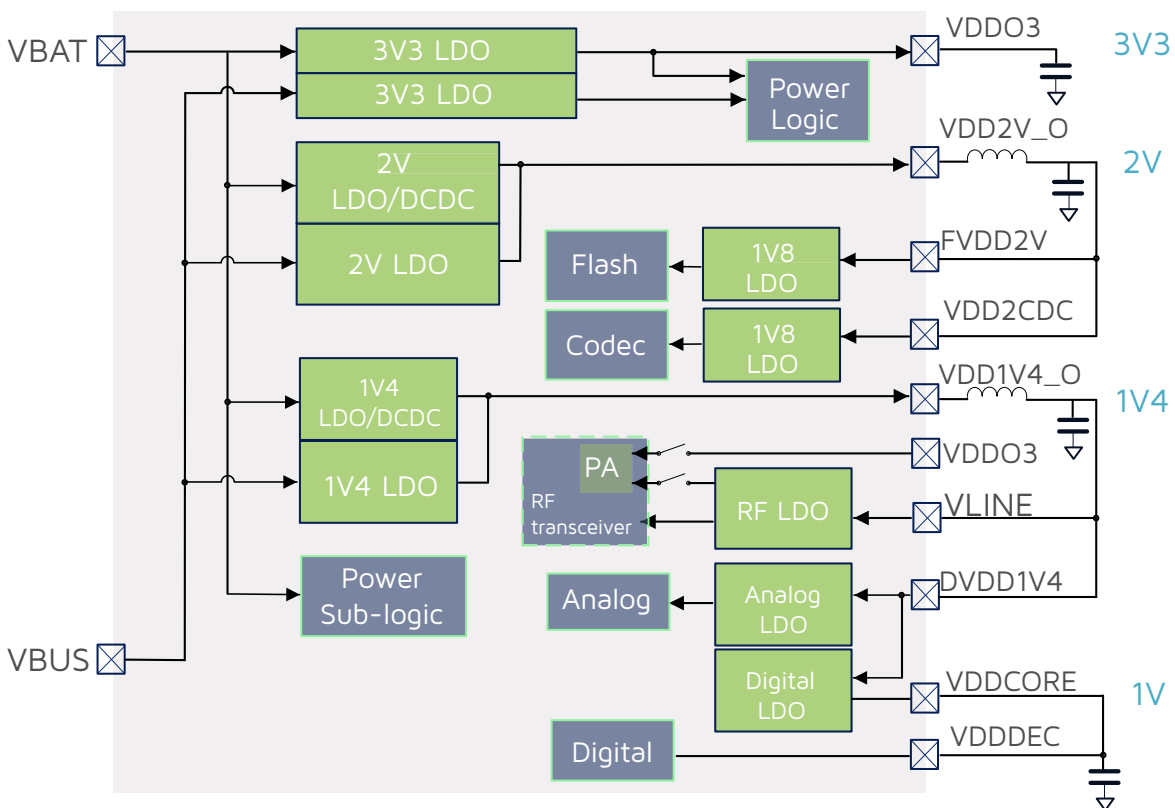 VBAT
3V3 LDO
3V3 LDO
Power
Logic
VDDO3
3V3
2V
LDO/DCDC
2V LDO
VDD2V_O
2V
Flash
1V8
LDO
FVDD2V
Codec
1V8
LDO
VDD2CDC
1V4
LDO/DCDC
1V4 LDO
VDD1V4_O
1V4
PA
RF
transceiver
VDDO3
RF LDO
VLINE
Power
Sub-logic
Analog
Analog
LDO
DVDD1V4
VBUS
Digital
LDO
VDDCORE
1V
Digital
VDDDEC